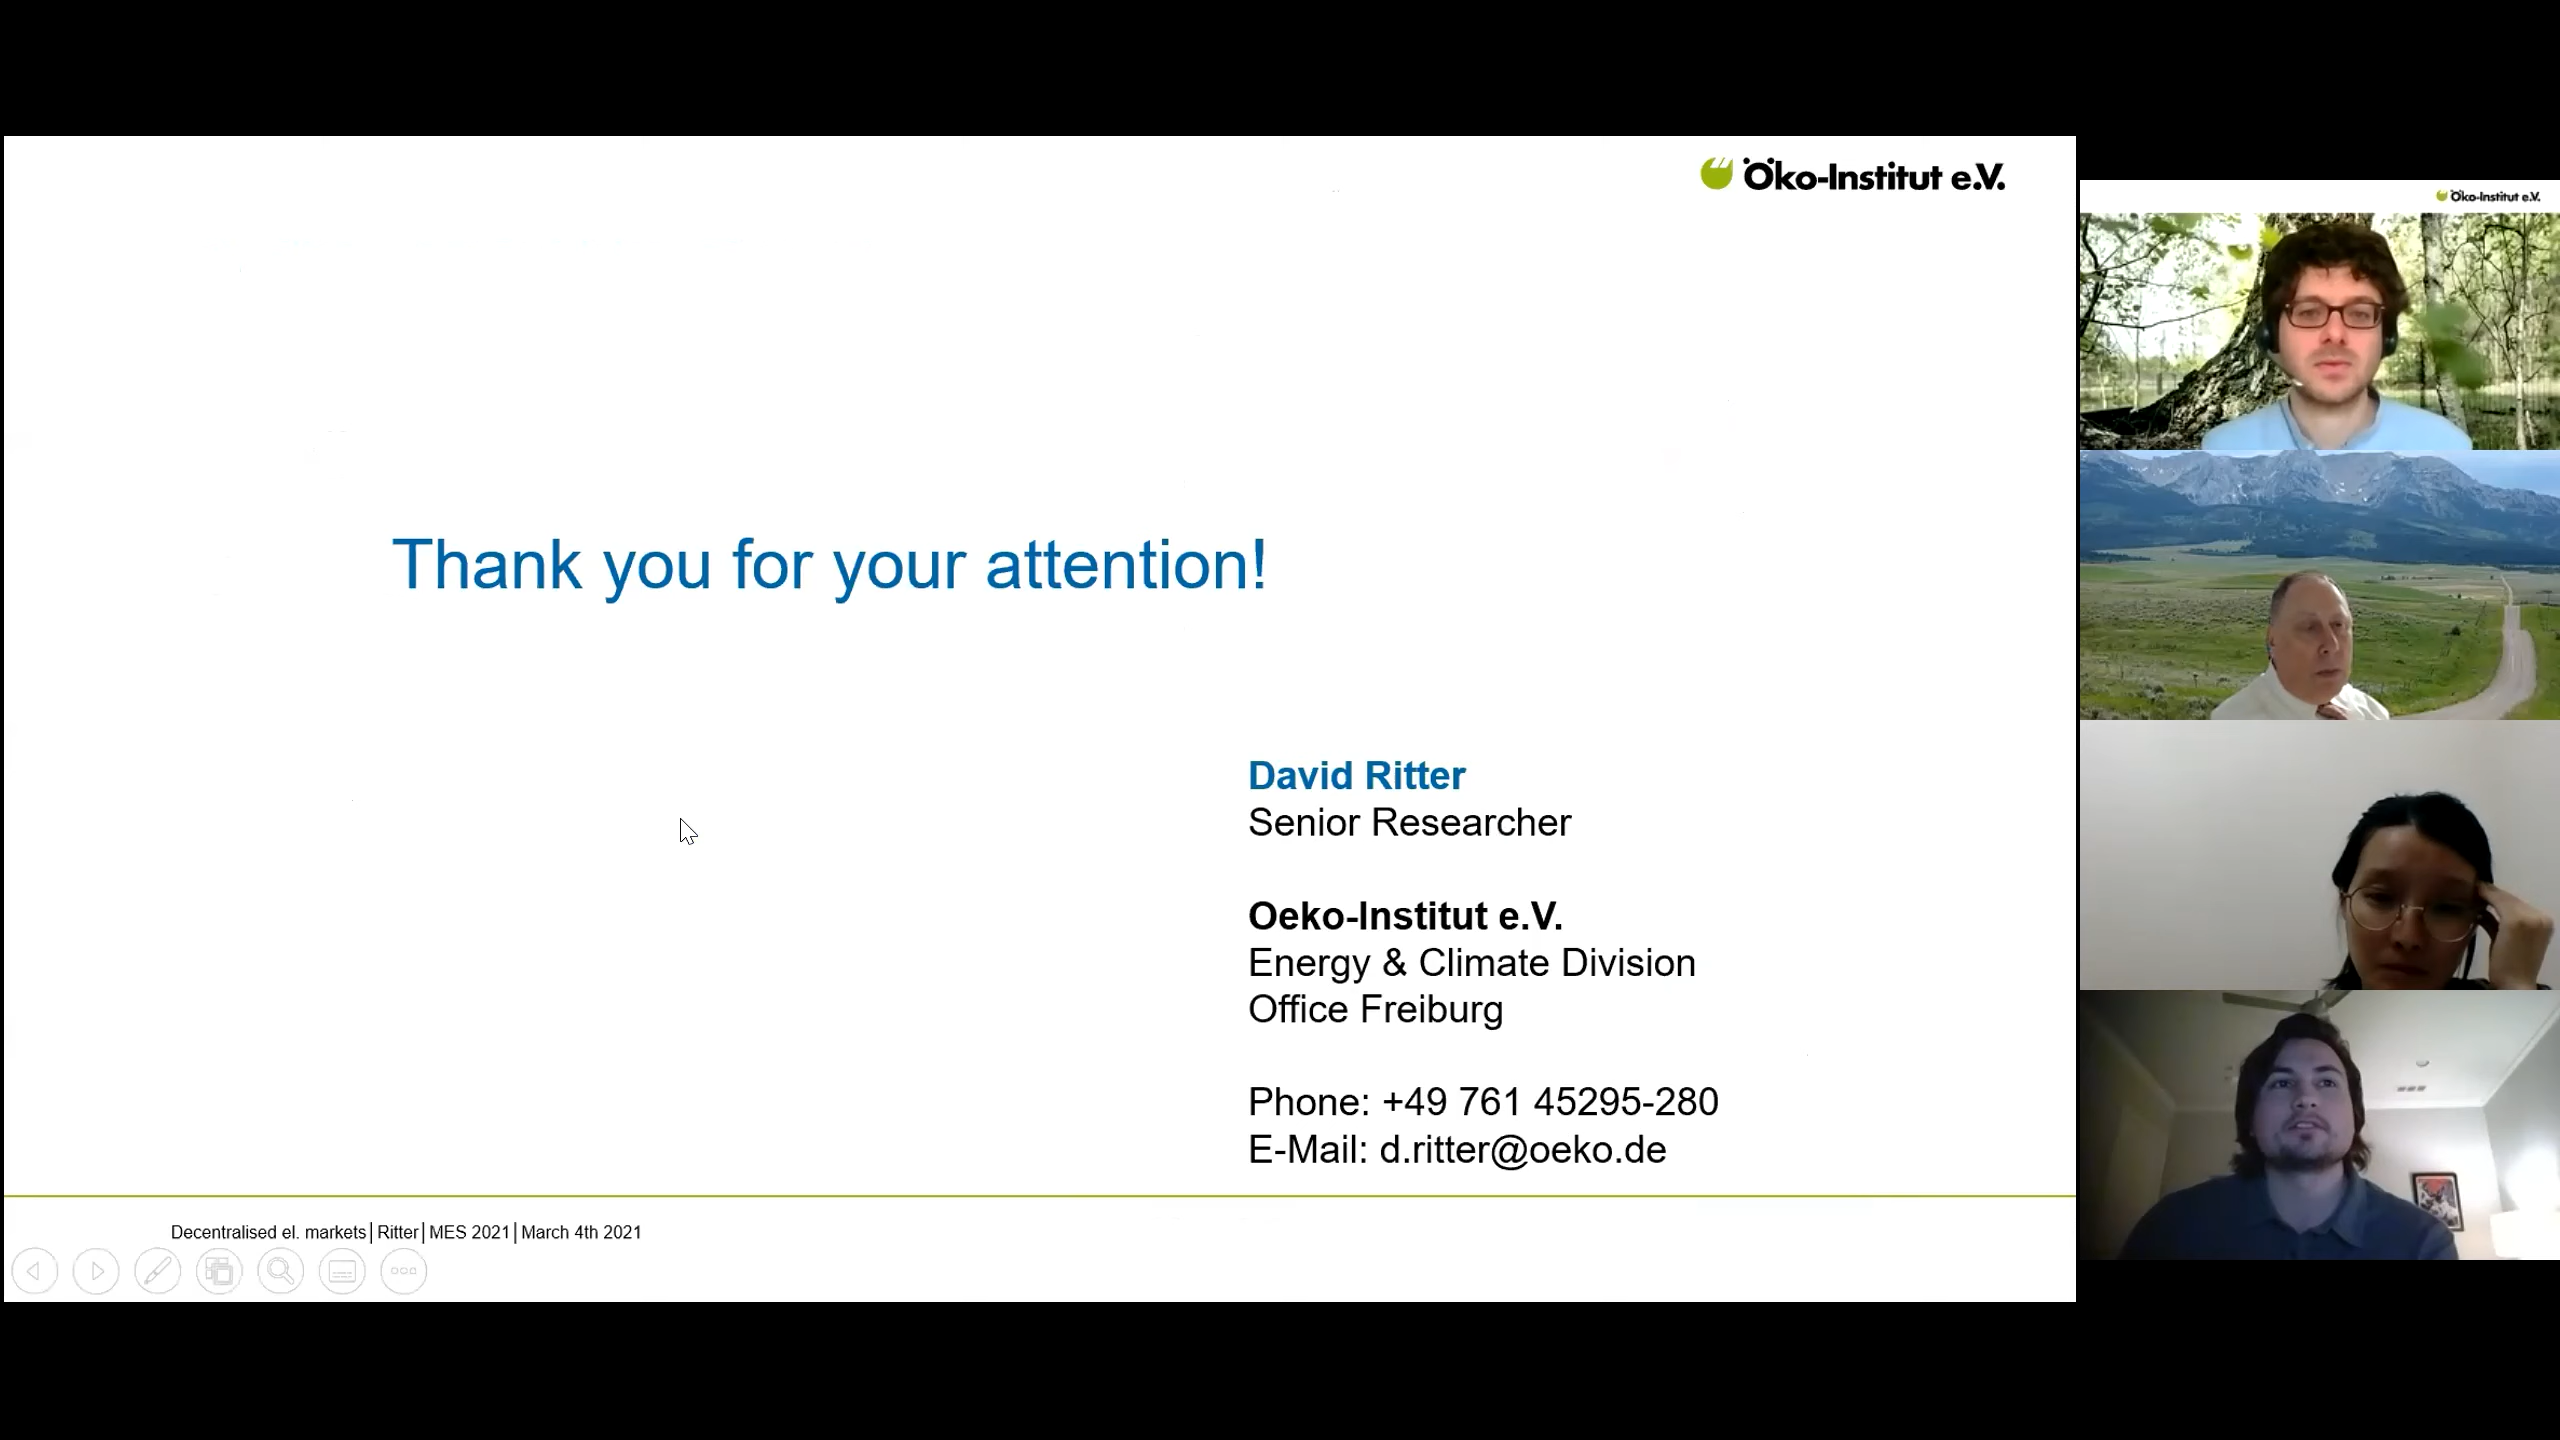 Öko-Institut e.V.
Öko-Institut e.V.
Thank you for your attention!
David Ritter
Senior Researcher
Oeko-Institut e.V.
Energy & Climate Division
Office Freiburg
Phone: +49 761 45295-280
E-Mail: d.ritter@oeko.de
Decentralised el. markets|Ritter|MES 2021|March 4th 2021